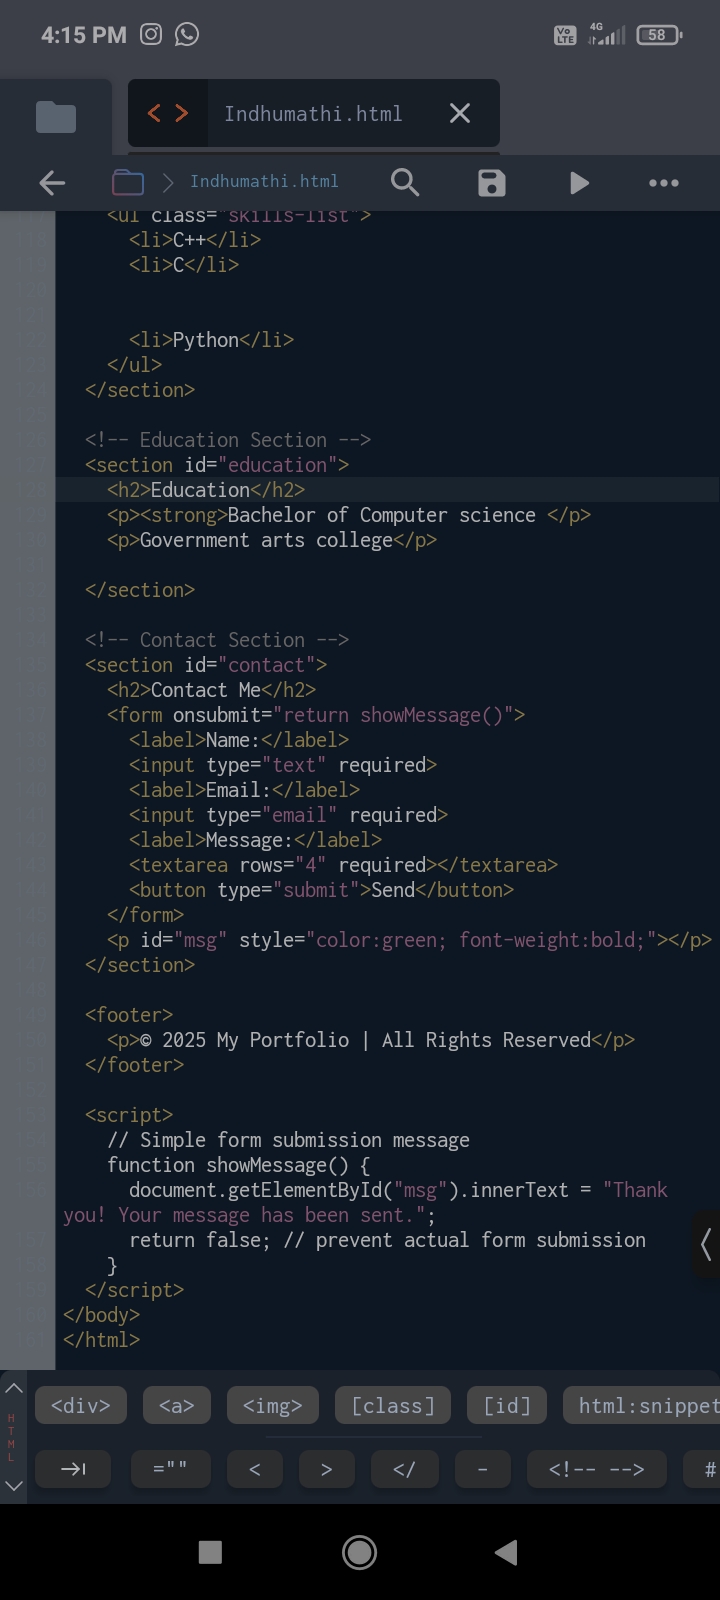 4:15 PM
Vo LTE 4G 58
< > Indhumathi.html
Indhumathi.html
<ul class="skills-list">
<li>C++</li>
<li>C</li>
<li>Python</li>
</ul>
</section>
<!-- Education Section -->
<section id="education">
<h2>Education</h2>
<p><strong>Bachelor of Computer science </p>
<p>Government arts college</p>
</section>
<!-- Contact Section -->
<section id="contact">
<h2>Contact Me</h2>
<form onsubmit="return showMessage()">
<label>Name:</label>
<input type="text" required>
<label>Email:</label>
<input type="email" required>
<label>Message:</label>
<textarea rows="4" required></textarea>
<button type="submit">Send</button>
</form>
<p id="msg" style="color:green; font-weight:bold;"></p>
</section>
<footer>
<p>© 2025 My Portfolio | All Rights Reserved</p>
</footer>
<script>
// Simple form submission message
function showMessage() {
document.getElementById("msg").innerText = "Thank
you! Your message has been sent.";
return false; // prevent actual form submission
}
</script>
</body>
</html>
HTML
<div> <a> <img> [class] [id] html:snippet
="" < > </ - <!-- --> #